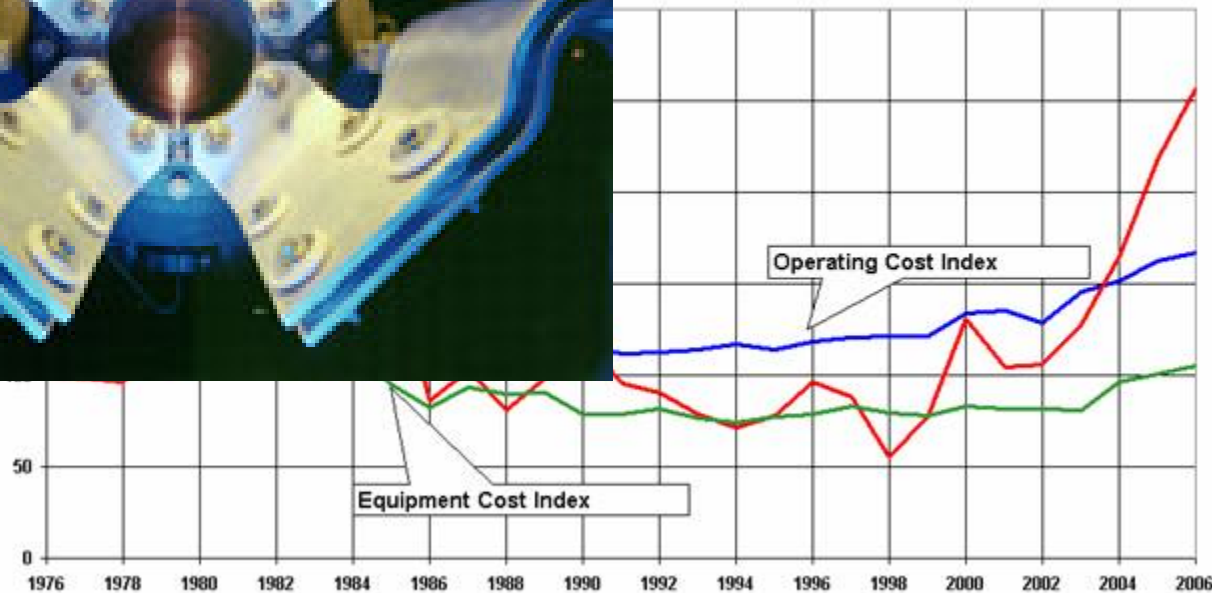 Operating Cost Index
50
Equipment Cost Index
0
1976 1978 1980 1982 1984 1986 1988 1990 1992 1994 1996 1998 2000 2002 2004 2006